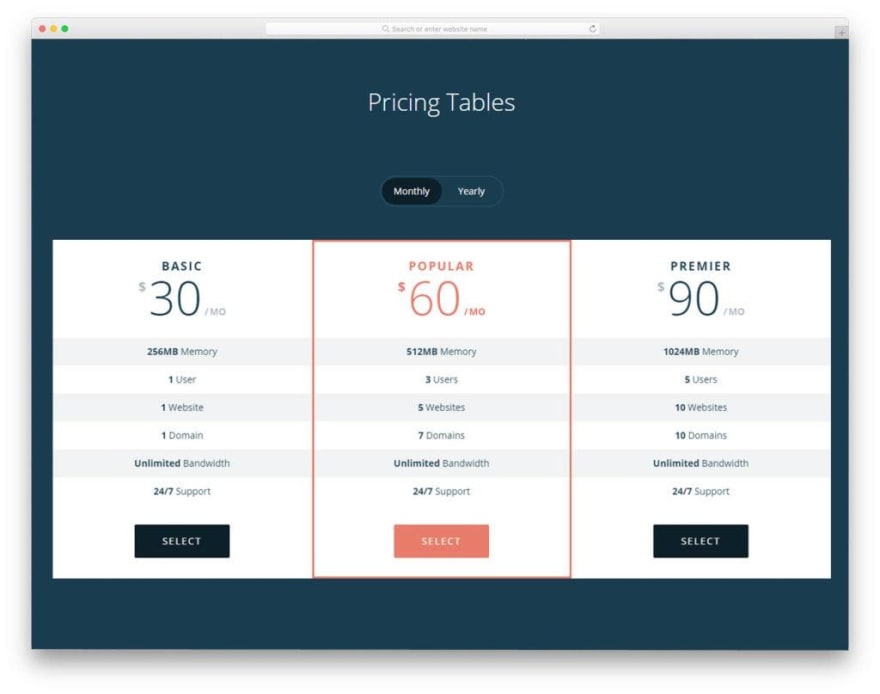 Search or enter website name
Pricing Tables
Monthly Yearly
BASIC
$30/MO
256MB Memory
1 User
1 Website
1 Domain
Unlimited Bandwidth
24/7 Support
SELECT
POPULAR
$60/MO
512MB Memory
3 Users
5 Websites
7 Domains
Unlimited Bandwidth
24/7 Support
SELECT
PREMIER
$90/MO
1024MB Memory
5 Users
10 Websites
10 Domains
Unlimited Bandwidth
24/7 Support
SELECT